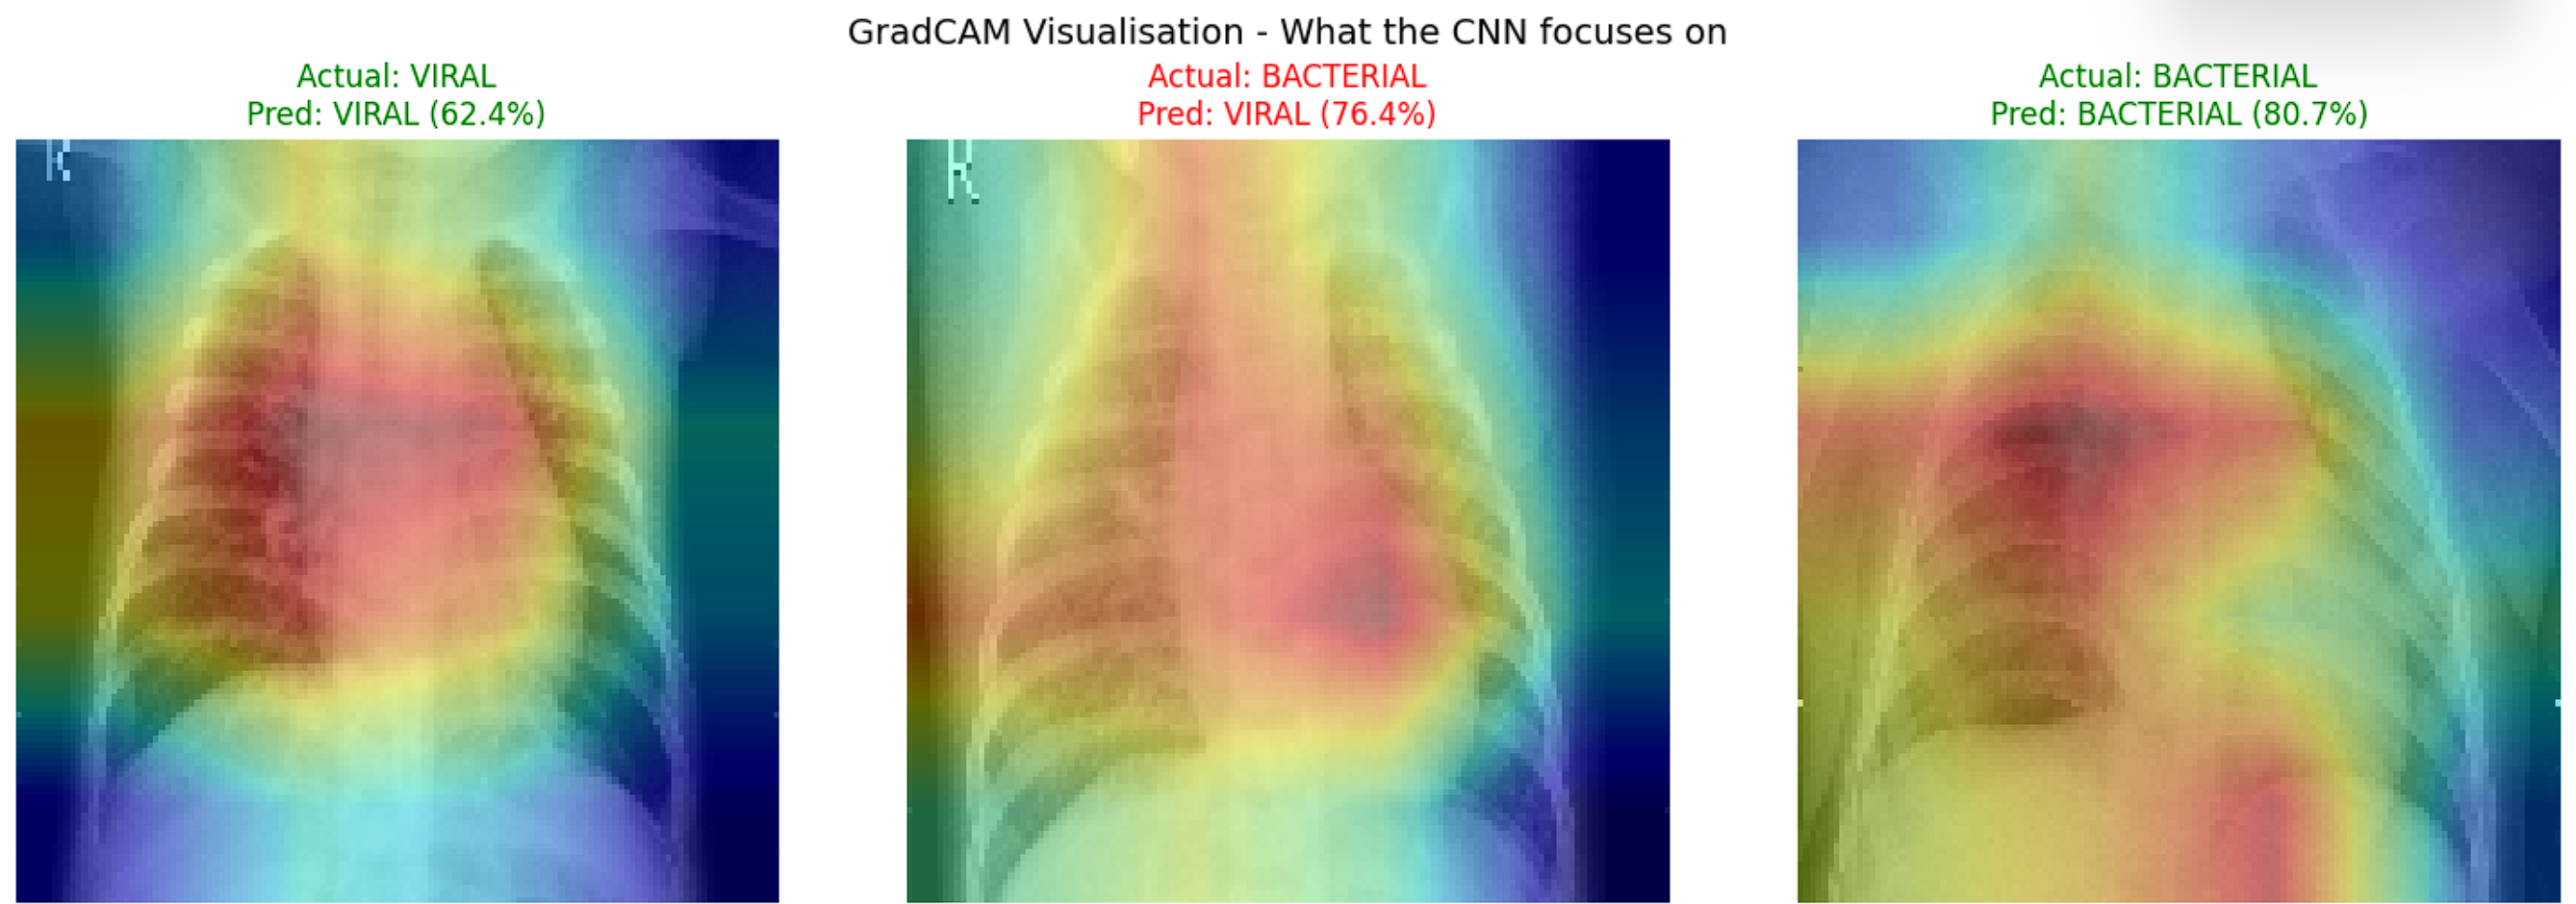 GradCAM Visualisation - What the CNN focuses on
Actual: VIRAL
Pred: VIRAL (62.4%)
Actual: BACTERIAL
Pred: VIRAL (76.4%)
Actual: BACTERIAL
Pred: BACTERIAL (80.7%)
R
R